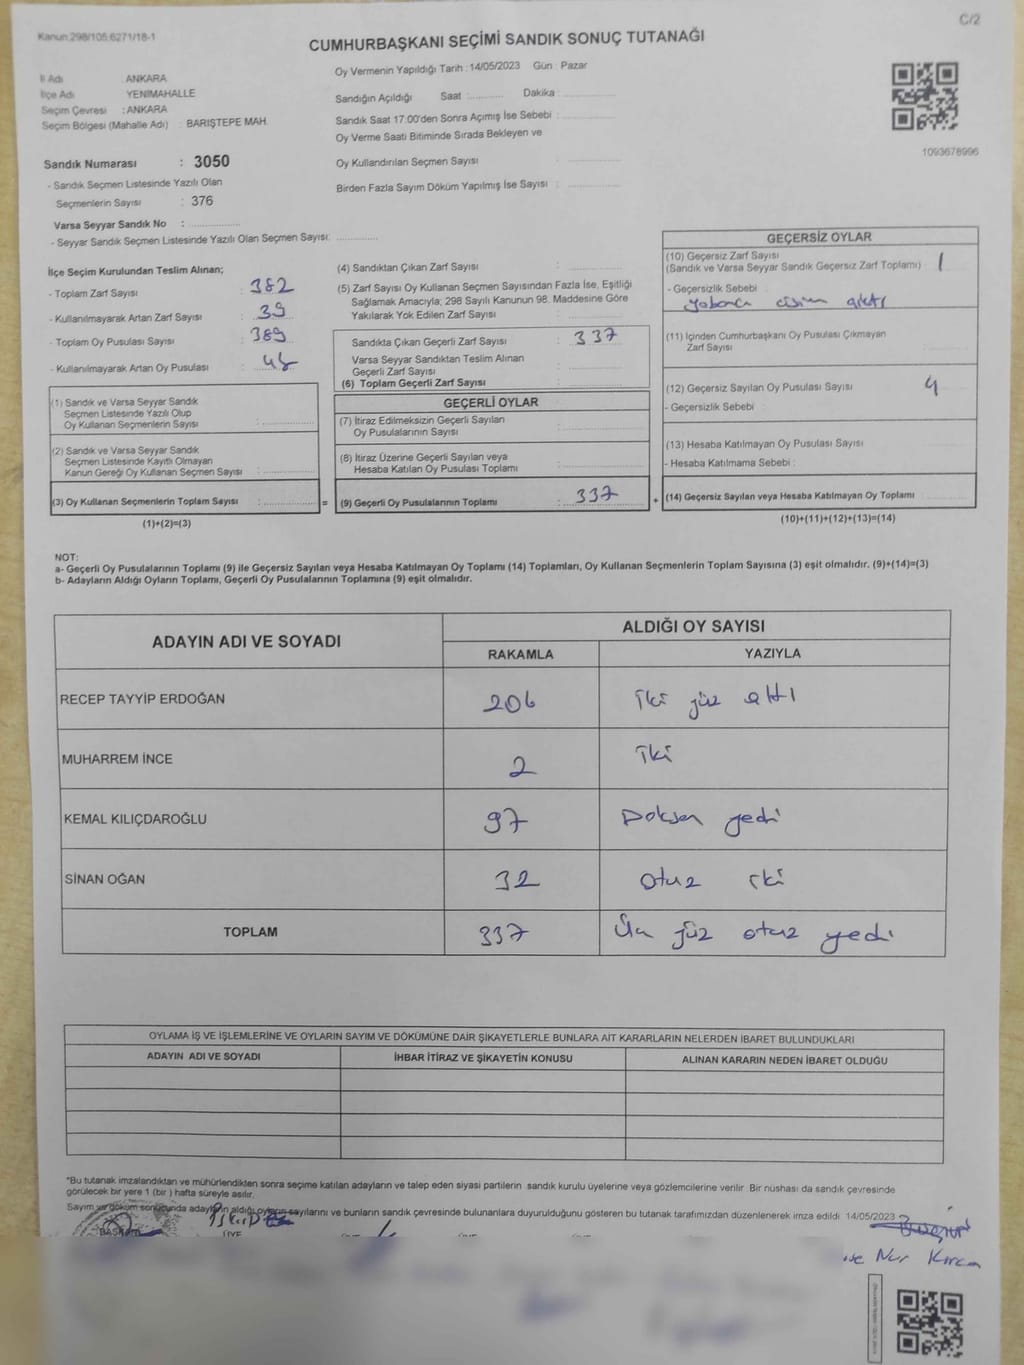 C/2
Kanun:298/105.6271/18-1
CUMHURBAŞKANI SEÇİMİ SANDIK SONUÇ TUTANAĞI
İl Adı : ANKARA
İlçe Adı : YENİMAHALLE
Seçim Çevresi : ANKARA
Seçim Bölgesi (Mahalle Adı) : BARIŞTEPE MAH.
Oy Vermenin Yapıldığı Tarih : 14/05/2023 Gün : Pazar
Sandığın Açıldığı Saat : Dakika :
Sandık Saat 17:00'den Sonra Açımış İse Sebebi :
Oy Verme Saati Bitiminde Sırada Bekleyen ve
Oy Kullandırılan Seçmen Sayısı :
Birden Fazla Sayım Döküm Yapılmış İse Sayısı :
1093678996
Sandık Numarası : 3050
- Sandık Seçmen Listesinde Yazılı Olan
Seçmenlerin Sayısı : 376
Varsa Seyyar Sandık No :
- Seyyar Sandık Seçmen Listesinde Yazılı Olan Seçmen Sayısı:
İlçe Seçim Kurulundan Teslim Alınan;
- Toplam Zarf Sayısı : 382
- Kullanılmayarak Artan Zarf Sayısı : 39
- Toplam Oy Pusulası Sayısı : 389
- Kullanılmayarak Artan Oy Pusulası :
(1) Sandık ve Varsa Seyyar Sandık
Seçmen Listesinde Yazılı Olup
Oy Kullanan Seçmenlerin Sayısı :
(2) Sandık ve Varsa Seyyar Sandık
Seçmen Listesinde Kayıtlı Olmayan
Kanun Gereği Oy Kullanan Seçmen Sayısı :
(3) Oy Kullanan Seçmenlerin Toplam Sayısı : =
(1)+(2)=(3)
(4) Sandıktan Çıkan Zarf Sayısı :
(5) Zarf Sayısı Oy Kullanan Seçmen Sayısından Fazla İse, Eşitliği
Sağlamak Amacıyla; 298 Sayılı Kanunun 98. Maddesine Göre
Yakılarak Yok Edilen Zarf Sayısı :
Sandıkta Çıkan Geçerli Zarf Sayısı : 337
Varsa Seyyar Sandıktan Teslim Alınan
Geçerli Zarf Sayısı :
(6) Toplam Geçerli Zarf Sayısı :
GEÇERLİ OYLAR
(7) İtiraz Edilmeksizin Geçerli Sayılan
Oy Pusulalarının Sayısı :
(8) İtiraz Üzerine Geçerli Sayılan veya
Hesaba Katılan Oy Pusulası Toplamı :
(9) Geçerli Oy Pusulalarının Toplamı : 337 +
GEÇERSİZ OYLAR
(10) Geçersiz Zarf Sayısı
(Sandık ve Varsa Seyyar Sandık Geçersiz Zarf Toplamı) : 1
- Geçersizlik Sebebi :
yabancı cisim çıktı
(11) İçinden Cumhurbaşkanı Oy Pusulası Çıkmayan
Zarf Sayısı :
(12) Geçersiz Sayılan Oy Pusulası Sayısı :
- Geçersizlik Sebebi :
(13) Hesaba Katılmayan Oy Pusulası Sayısı :
- Hesaba Katılmama Sebebi :
(14) Geçersiz Sayılan veya Hesaba Katılmayan Oy Toplamı :
(10)+(11)+(12)+(13)=(14)
NOT:
a- Geçerli Oy Pusulalarının Toplamı (9) ile Geçersiz Sayılan veya Hesaba Katılmayan Oy Toplamı (14) Toplamları, Oy Kullanan Seçmenlerin Toplam Sayısına (3) eşit olmalıdır. (9)+(14)=(3)
b- Adayların Aldığı Oyların Toplamı, Geçerli Oy Pusulalarının Toplamına (9) eşit olmalıdır.
ADAYIN ADI VE SOYADI ALDIĞI OY SAYISI
RAKAMLA YAZIYLA
RECEP TAYYİP ERDOĞAN 206 iki yüz altı
MUHARREM İNCE 2 iki
KEMAL KILIÇDAROĞLU 97 Doksan yedi
SİNAN OĞAN 32 otuz iki
TOPLAM 337 Üç yüz otuz yedi
OYLAMA İŞ VE İŞLEMLERİNE VE OYLARIN SAYIM VE DÖKÜMÜNE DAİR ŞİKAYETLERLE BUNLARA AİT KARARLARIN NELERDEN İBARET BULUNDUKLARI
ADAYIN ADI VE SOYADI İHBAR İTİRAZ VE ŞİKAYETİN KONUSU ALINAN KARARIN NEDEN İBARET OLDUĞU
"Bu tutanak imzalandıktan ve mühürlendikten sonra seçime katılan adayların ve talep eden siyasi partilerin sandık kurulu üyelerine veya gözlemcilerine verilir. Bir nüshası da sandık çevresinde
görülecek bir yere 1 (bir ) hafta süreyle asılır.
Sayım ve döküm sonucunda adayların aldığı oyların sayılarını ve bunların sandık çevresinde bulunanlara duyurulduğunu gösteren bu tutanak tarafımızdan düzenlenerek imza edildi. 14/05/2023
BAŞKAN ÜYE
Nur